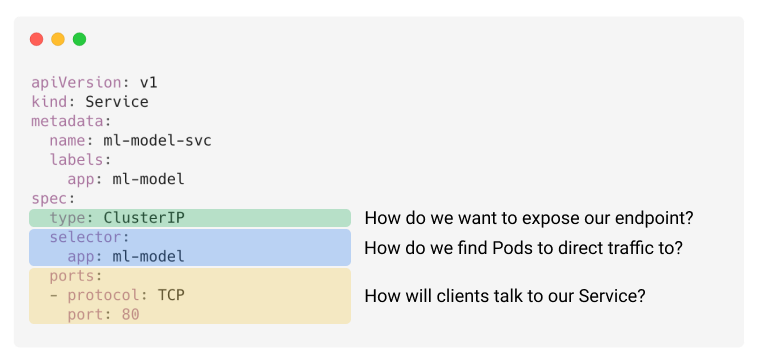 apiVersion: v1
kind: Service
metadata:
  name: ml-model-svc
  labels:
    app: ml-model
spec:
  type: ClusterIP
How do we want to expose our endpoint?
  selector:
    app: ml-model
How do we find Pods to direct traffic to?
  ports:
  - protocol: TCP
    port: 80
How will clients talk to our Service?